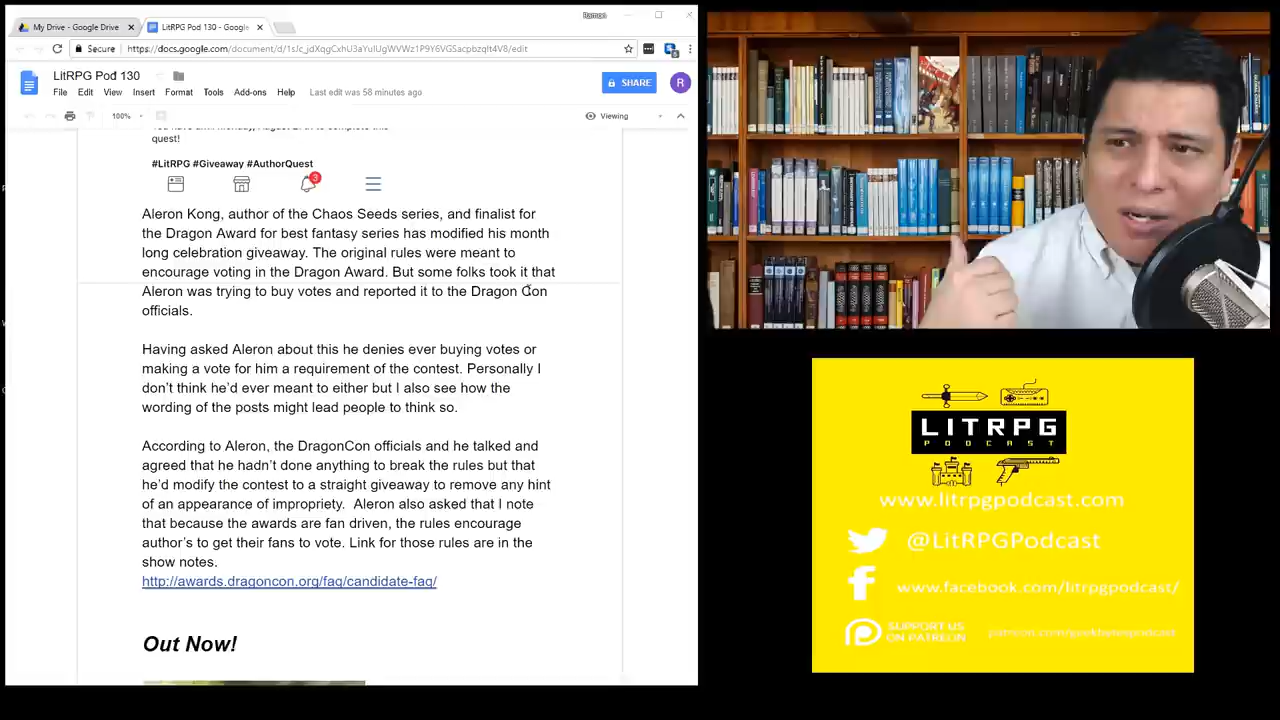 Ramon
My Drive - Google Drive
LitRPG Pod 130 - Google
Secure
LitRPG Pod 130
File Edit View Insert Format Tools Add-ons Help Last edit was 58 minutes ago
SHARE
R
100%
Viewing
quest!
#LitRPG #Giveaway #AuthorQuest
3
Aleron Kong, author of the Chaos Seeds series, and finalist for
the Dragon Award for best fantasy series has modified his month
long celebration giveaway. The original rules were meant to
encourage voting in the Dragon Award. But some folks took it that
Aleron was trying to buy votes and reported it to the Dragon Con
officials.
Having asked Aleron about this he denies ever buying votes or
making a vote for him a requirement of the contest. Personally I
don't think he'd ever meant to either but I also see how the
wording of the posts might lead people to think so.
According to Aleron, the DragonCon officials and he talked and
agreed that he hadn't done anything to break the rules but that
he'd modify the contest to a straight giveaway to remove any hint
of an appearance of impropriety. Aleron also asked that I note
that because the awards are fan driven, the rules encourage
author's to get their fans to vote. Link for those rules are in the
show notes.
http://awards.dragoncon.org/faq/candidate-faq/
Out Now!
LITRPG
PODCAST
www.litrpgpodcast.com
@LitRPGPodcast
www.facebook.com/litrpgpodcast/
SUPPORT US
ON PATREON